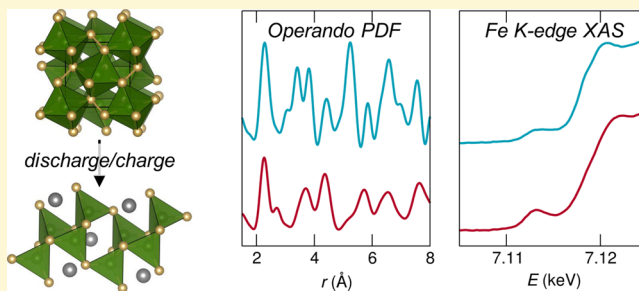 discharge/charge
Operando PDF
2 4 6 8
r (Å)
Fe K-edge XAS
7.11 7.12
E (keV)